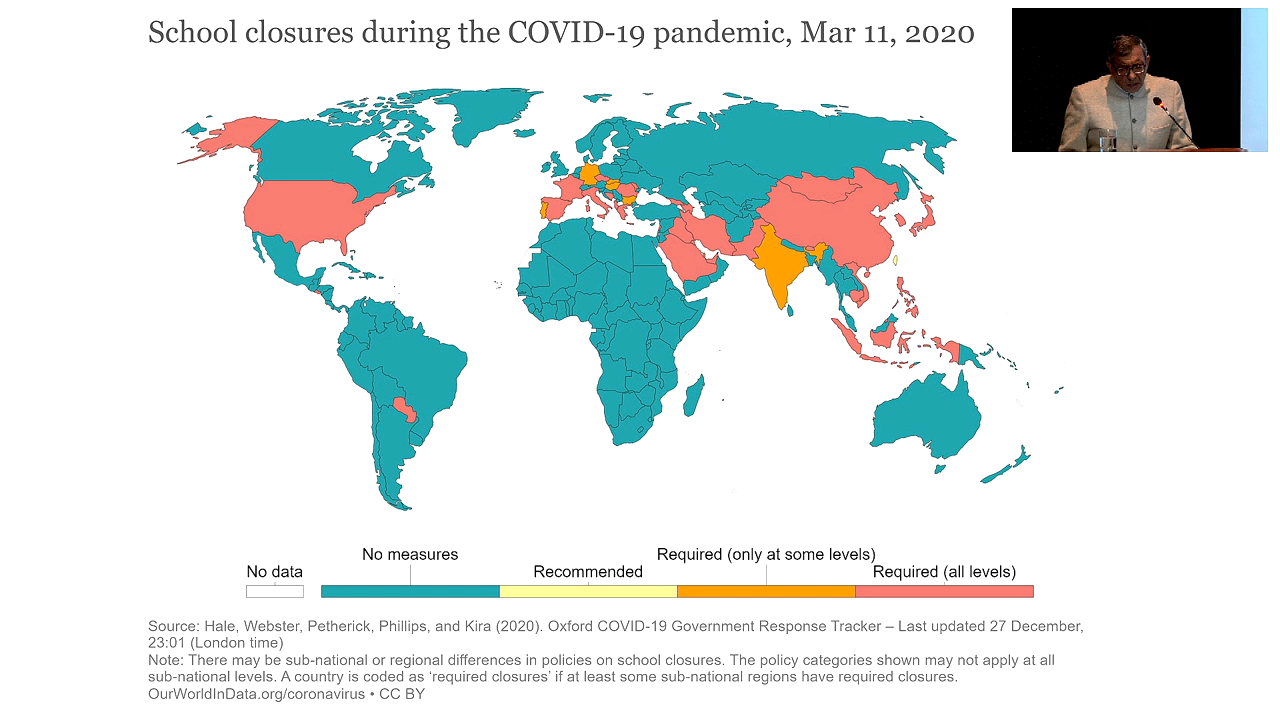 School closures during the COVID-19 pandemic, Mar 11, 2020
No measures
Required (only at some levels)
No data
Recommended
Required (all levels)
Source: Hale, Webster, Petherick, Phillips, and Kira (2020). Oxford COVID-19 Government Response Tracker – Last updated 27 December,
23:01 (London time)
Note: There may be sub-national or regional differences in policies on school closures. The policy categories shown may not apply at all
sub-national levels. A country is coded as ‘required closures’ if at least some sub-national regions have required closures.
OurWorldInData.org/coronavirus • CC BY